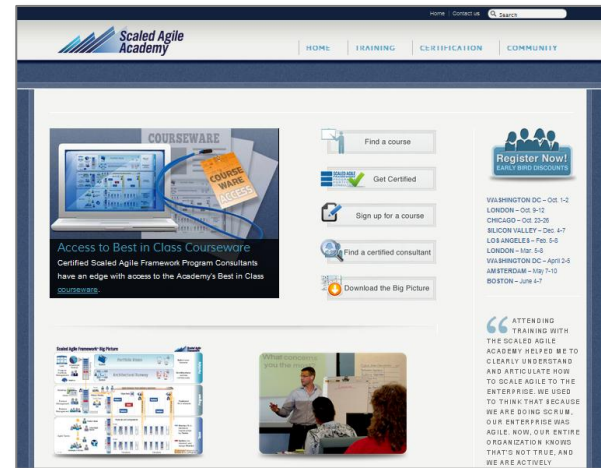 Home | Contact us
Search
Scaled Agile
Academy
HOME
TRAINING
CERTIFICATION
COMMUNITY
COURSEWARE
COURSE
WARE
ACCESS
Access to Best in Class Courseware
Certified Scaled Agile Framework Program Consultants
have an edge with access to the Academy's Best in Class
courseware.
Find a course
Get Certified
Sign up for a course
Find a certified consultant
Download the Big Picture
Register Now!
EARLY BIRD DISCOUNTS
WASHINGTON DC – Oct. 1-2
LONDON – Oct. 9-12
CHICAGO – Oct. 23-26
SILICON VALLEY – Dec. 4-7
LOS ANGELES – Feb. 5-8
LONDON – Mar. 5-8
WASHINGTON DC – April 2-5
AMSTERDAM – May 7-10
BOSTON – June 4-7
Scaled Agile Framework Big Picture
What concerns
you the
ATTENDING
TRAINING WITH
THE SCALED AGILE
ACADEMY HELPED ME TO
CLEARLY UNDERSTAND
AND ARTICULATE HOW
TO SCALE AGILE TO THE
ENTERPRISE. WE USED
TO THINK THAT BECAUSE
WE ARE DOING SCRUM,
OUR ENTERPRISE WAS
AGILE. NOW, OUR ENTIRE
ORGANIZATION KNOWS
THAT'S NOT TRUE, AND
WE ARE ACTIVELY